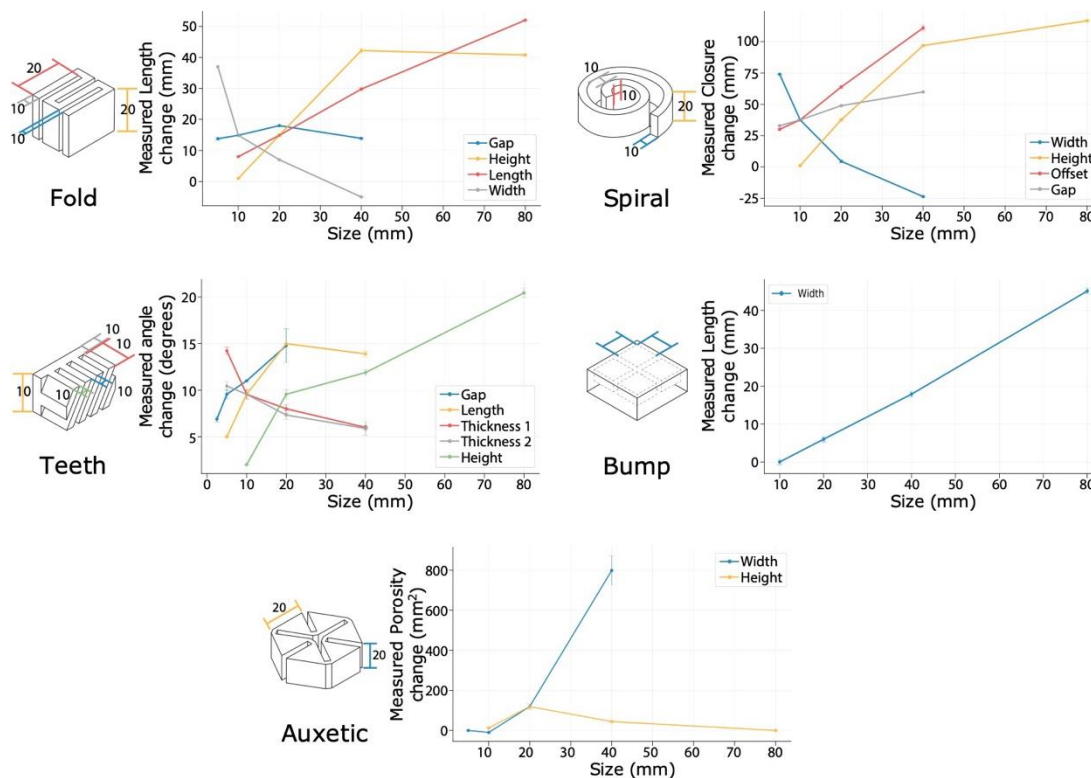 20
10
10
20
Fold
Measured Length
change (mm)
50
40
30
20
10
0
Gap
Height
Length
Width
10 20 30 40 50 60 70 80
Size (mm)
10
10
20
10
Spiral
Measured Closure
change (mm)
100
75
50
25
0
-25
Width
Height
Offset
Gap
0 10 20 30 40 50 60 70 80
Size (mm)
10
10
10
10
10
Teeth
Measured angle
change (degrees)
20
15
10
5
Gap
Length
Thickness 1
Thickness 2
Height
0 10 20 30 40 50 60 70 80
Size (mm)
Bump
Measured Length
change (mm)
40
30
20
10
0
Width
10 20 30 40 50 60 70 80
Size (mm)
20
20
Auxetic
Measured Porosity
change (mm²)
800
600
400
200
0
Width
Height
10 20 30 40 50 60 70 80
Size (mm)